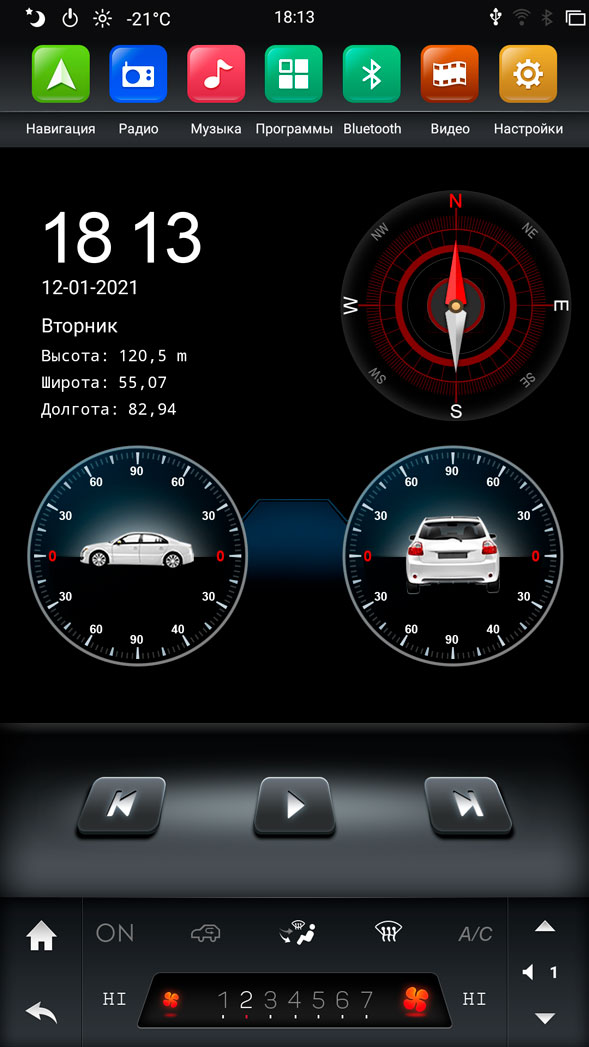 -21°C
18:13
Навигация Радио Музыка Программы Bluetooth Видео Настройки
18 13
12-01-2021
Вторник
Высота: 120,5 m
Широта: 55,07
Долгота: 82,94
N
NW NE
W E
SW SE
S
90
60 60
30 30
0 0
30 30
60 40
90
90
60 60
30 30
0 0
30 30
60 40
90
ON A/C
1
HI 1 2 3 4 5 6 7 HI